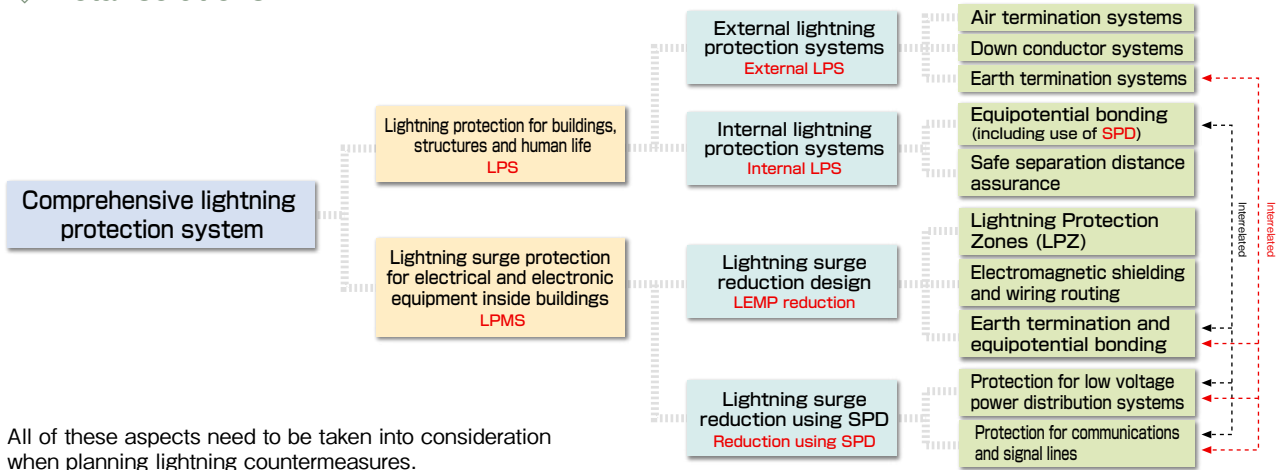 Comprehensive lightning
protection system
Lightning protection for buildings,
structures and human life
LPS
Lightning surge protection
for electrical and electronic
equipment inside buildings
LPMS
External lightning
protection systems
External LPS
Internal lightning
protection systems
Internal LPS
Lightning surge
reduction design
LEMP reduction
Lightning surge
reduction using SPD
Reduction using SPD
Air termination systems
Down conductor systems
Earth termination systems
Equipotential bonding
(including use of SPD)
Safe separation distance
assurance
Lightning Protection
Zones (LPZ)
Electromagnetic shielding
and wiring routing
Earth termination and
equipotential bonding
Protection for low voltage
power distribution systems
Protection for communications
and signal lines
Interrelated
Interrelated
All of these aspects need to be taken into consideration
when planning lightning countermeasures.